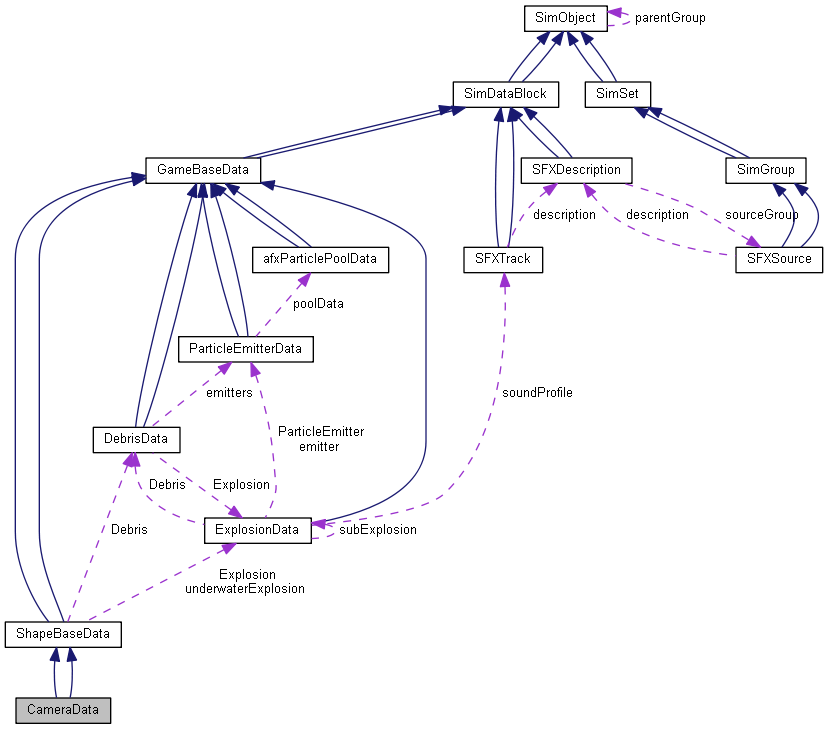 SimObject
parentGroup
SimDataBlock
SimSet
GameBaseData
SFXDescription
SimGroup
description
description
sourceGroup
afxParticlePoolData
SFXTrack
SFXSource
poolData
ParticleEmitterData
emitters
soundProfile
DebrisData
ParticleEmitter
emitter
Debris
Explosion
Debris
ExplosionData
subExplosion
Explosion
underwaterExplosion
ShapeBaseData
CameraData